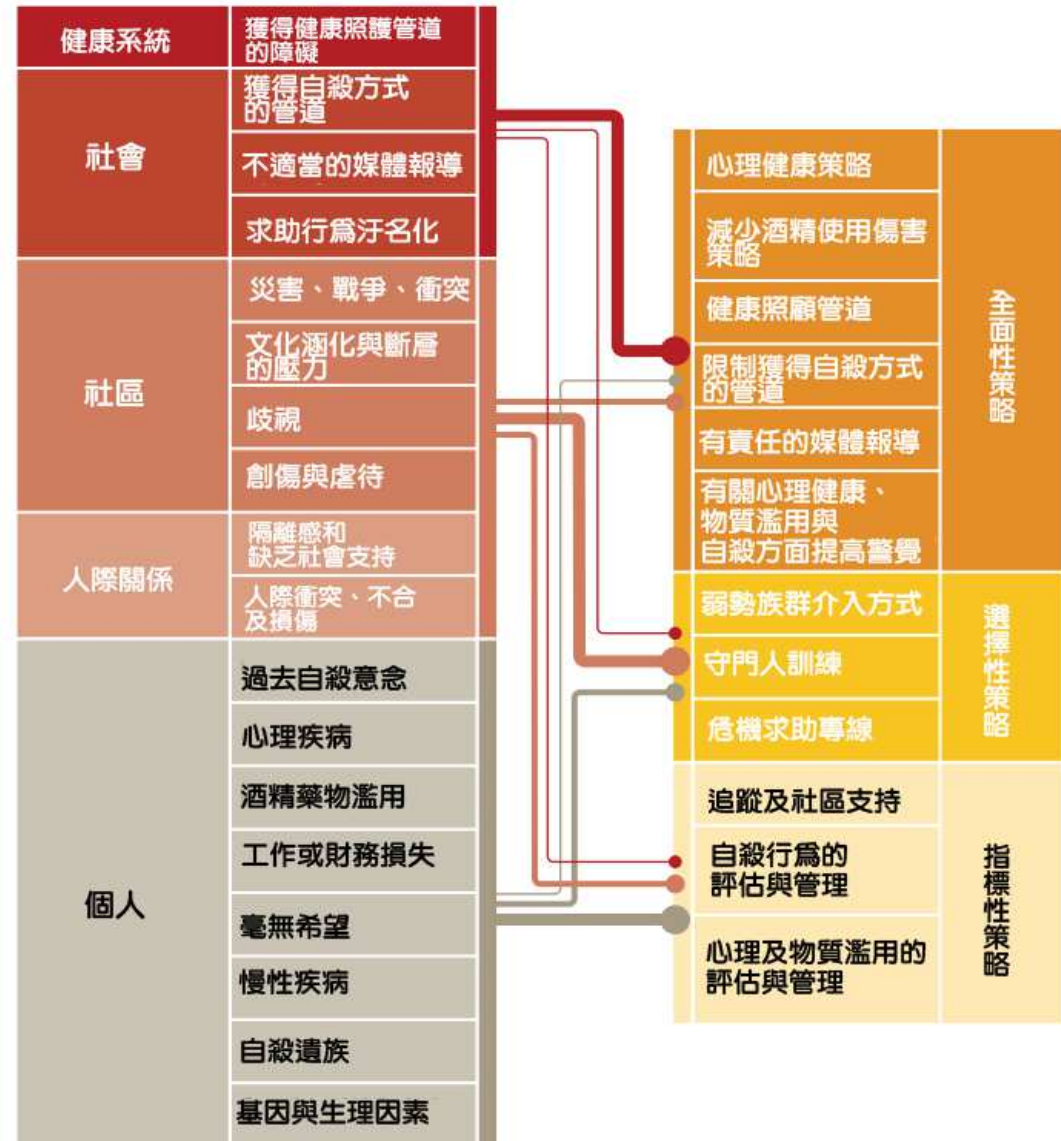 健康系統
獲得健康照護管道
的障礙
社會
獲得自殺方式
的管道
不適當的媒體報導
求助行為汙名化
社區
災害、戰爭、衝突
文化涵化與斷層
的壓力
歧視
創傷與虐待
人際關係
隔離感和
缺乏社會支持
人際衝突、不合
及損傷
個人
過去自殺意念
心理疾病
酒精藥物濫用
工作或財務損失
毫無希望
慢性疾病
自殺遺族
基因與生理因素
心理健康策略
減少酒精使用傷害
策略
健康照顧管道
限制獲得自殺方式
的管道
有責任的媒體報導
有關心理健康、
物質濫用與
自殺方面提高警覺
全面性策略
弱勢族群介入方式
守門人訓練
危機求助專線
選擇性策略
追蹤及社區支持
自殺行為的
評估與管理
心理及物質濫用的
評估與管理
指標性策略